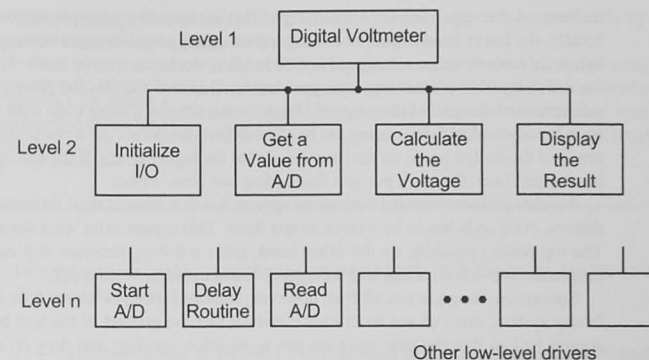 Level 1
Digital Voltmeter
Level 2
Initialize
I/O
Get a
Value from
A/D
Calculate
the
Voltage
Display
the
Result
Level n
Start
A/D
Delay
Routine
Read
A/D
Other low-level drivers